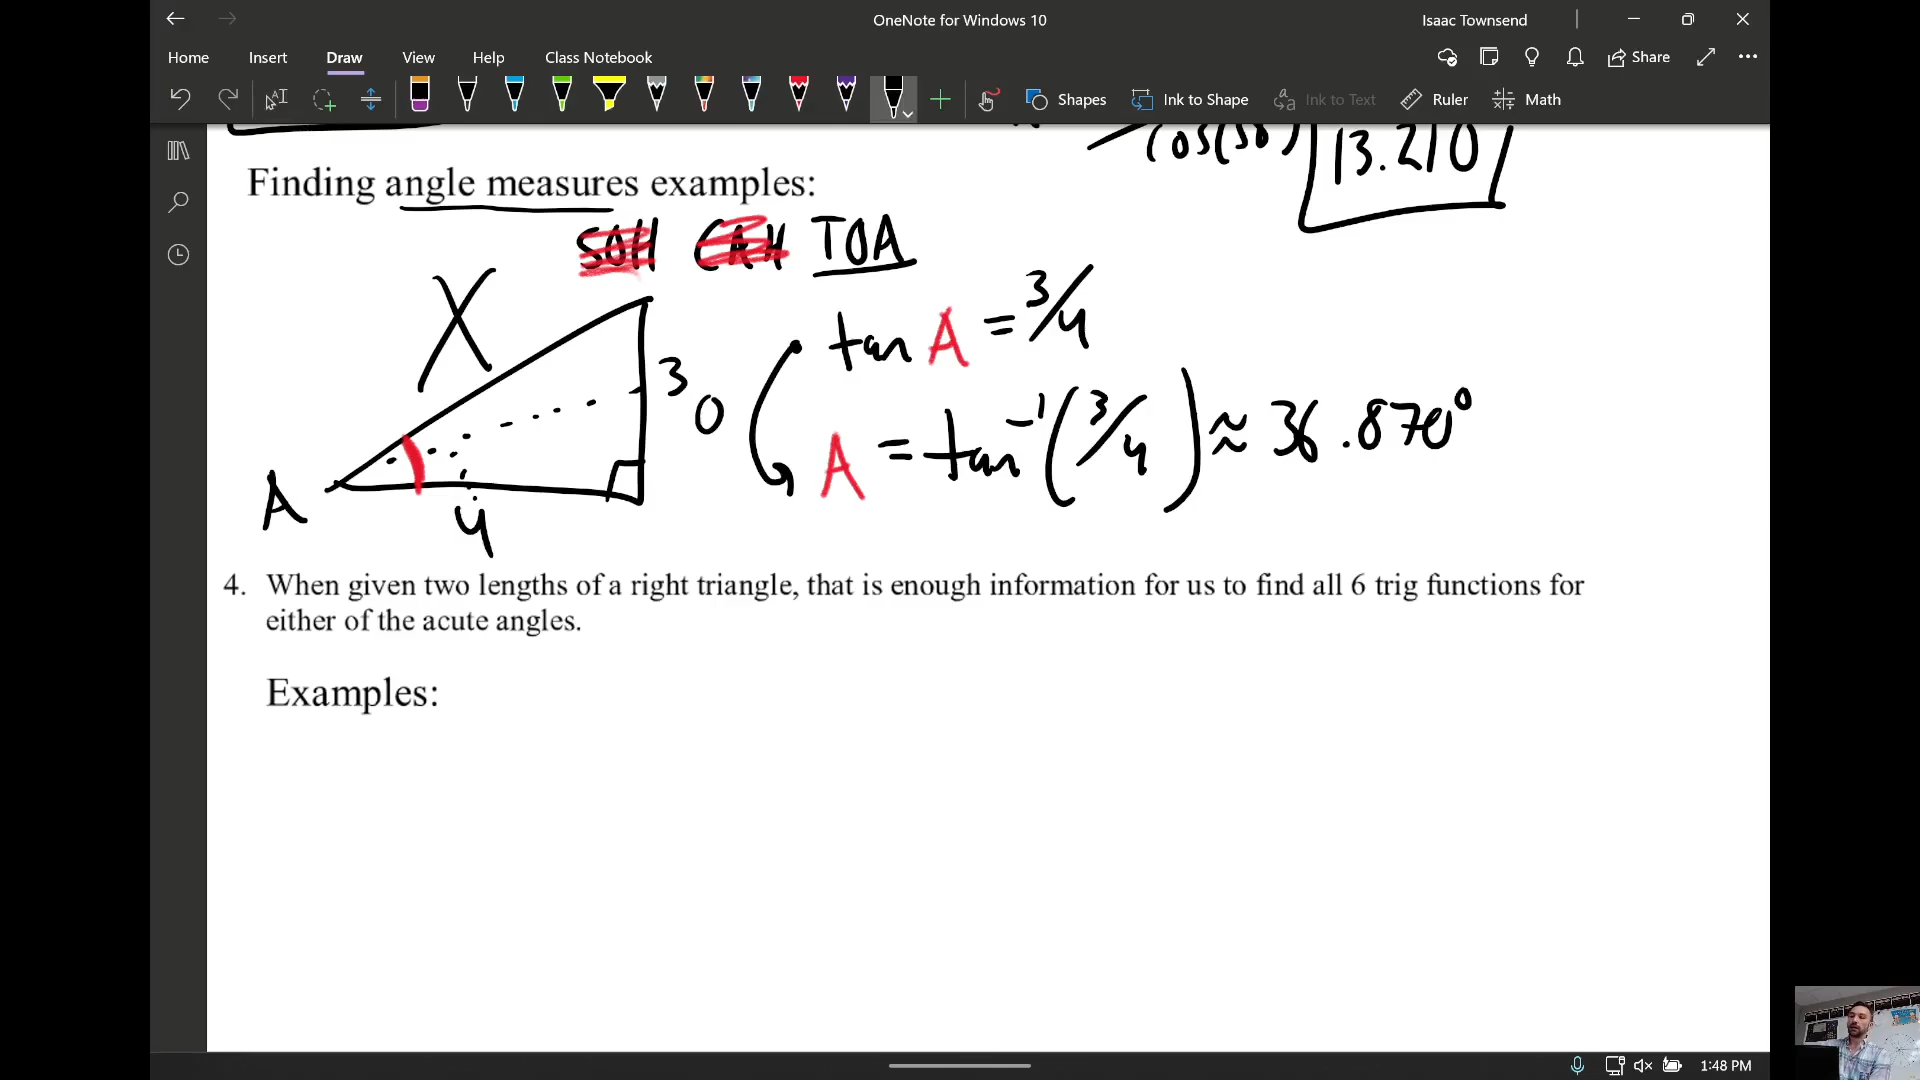 OneNote for Windows 10
Isaac Townsend
Home Insert Draw View Help Class Notebook
Share
Shapes Ink to Shape Ink to Text Ruler Math
cos(50)
13.210
Finding angle measures examples:
SOH CAH TOA
X
tan A = 3/4
3
O
A = tan⁻¹(3/4) ≈ 36.870°
A
4
4. When given two lengths of a right triangle, that is enough information for us to find all 6 trig functions for
either of the acute angles.
Examples:
1:48 PM